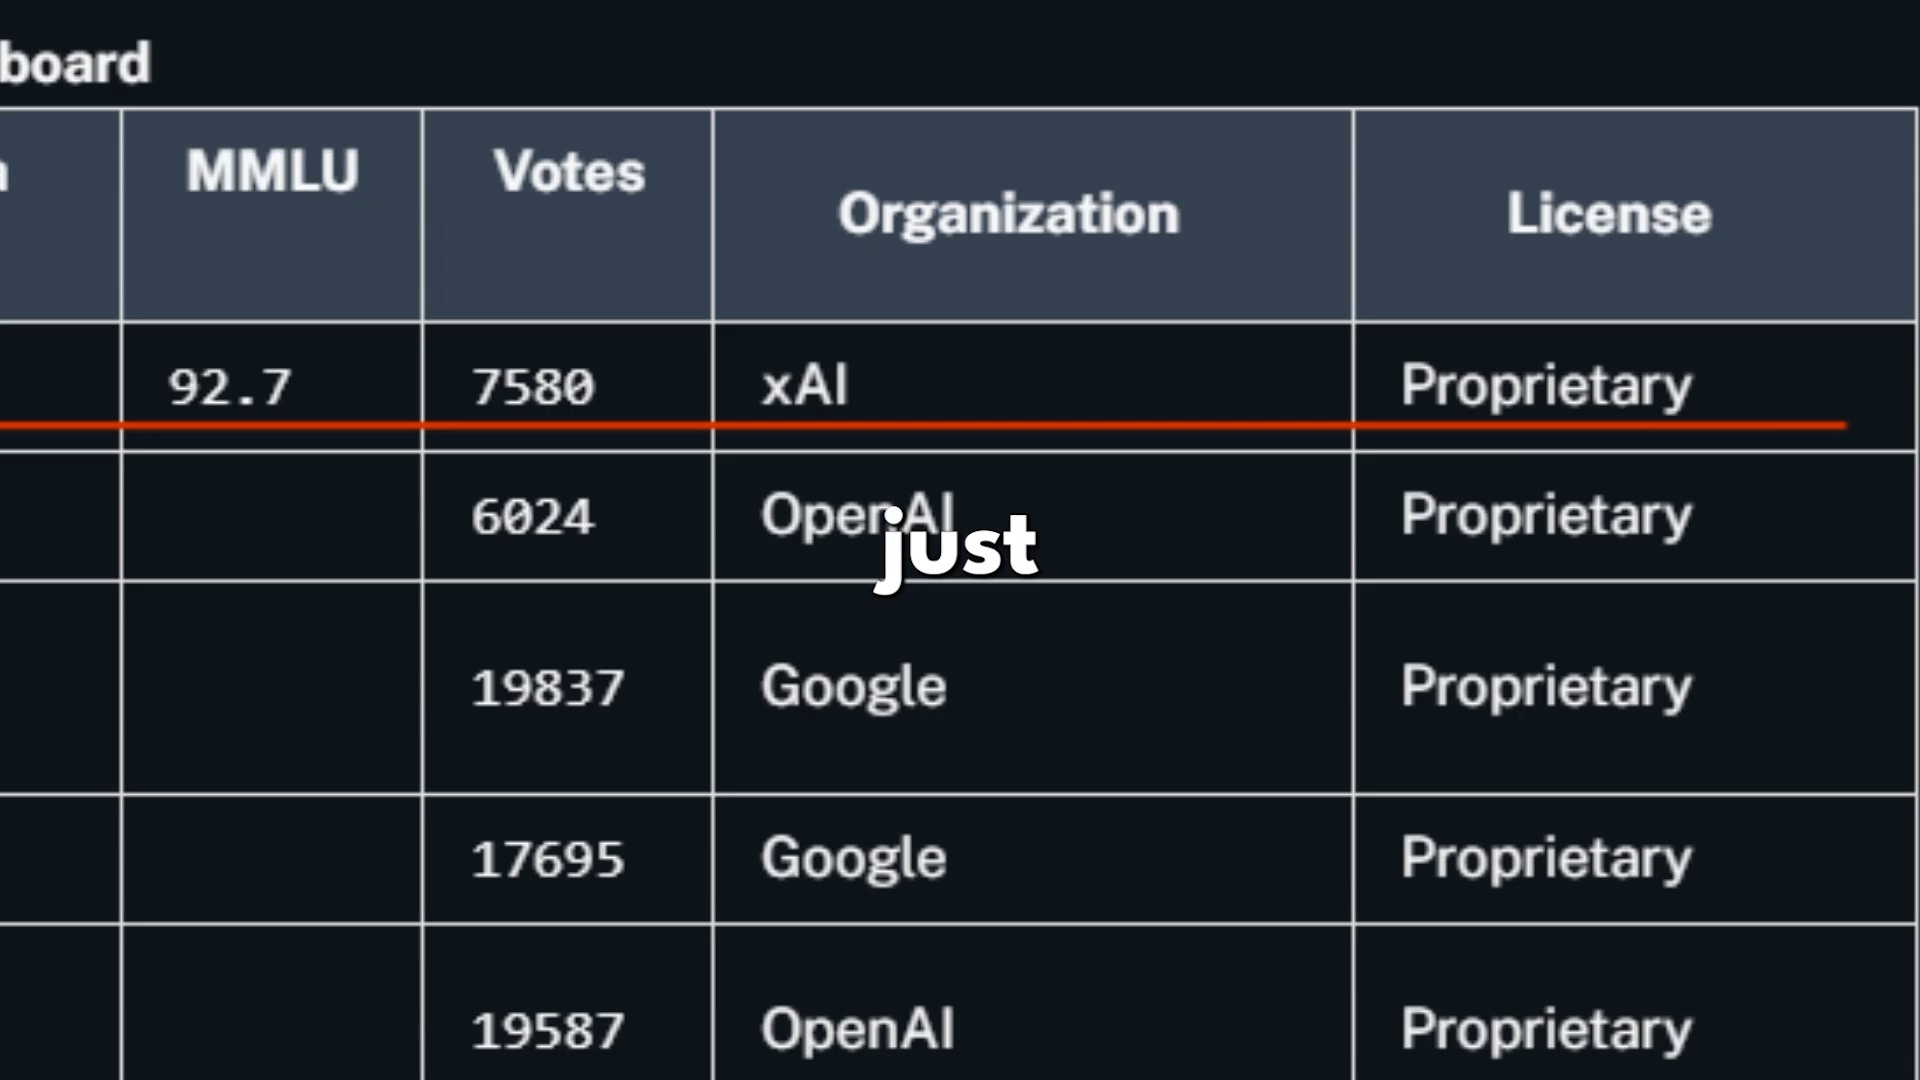 board
MMLU Votes Organization License
92.7 7580 xAI Proprietary
6024 OpenAI Proprietary
just
19837 Google Proprietary
17695 Google Proprietary
19587 OpenAI Proprietary